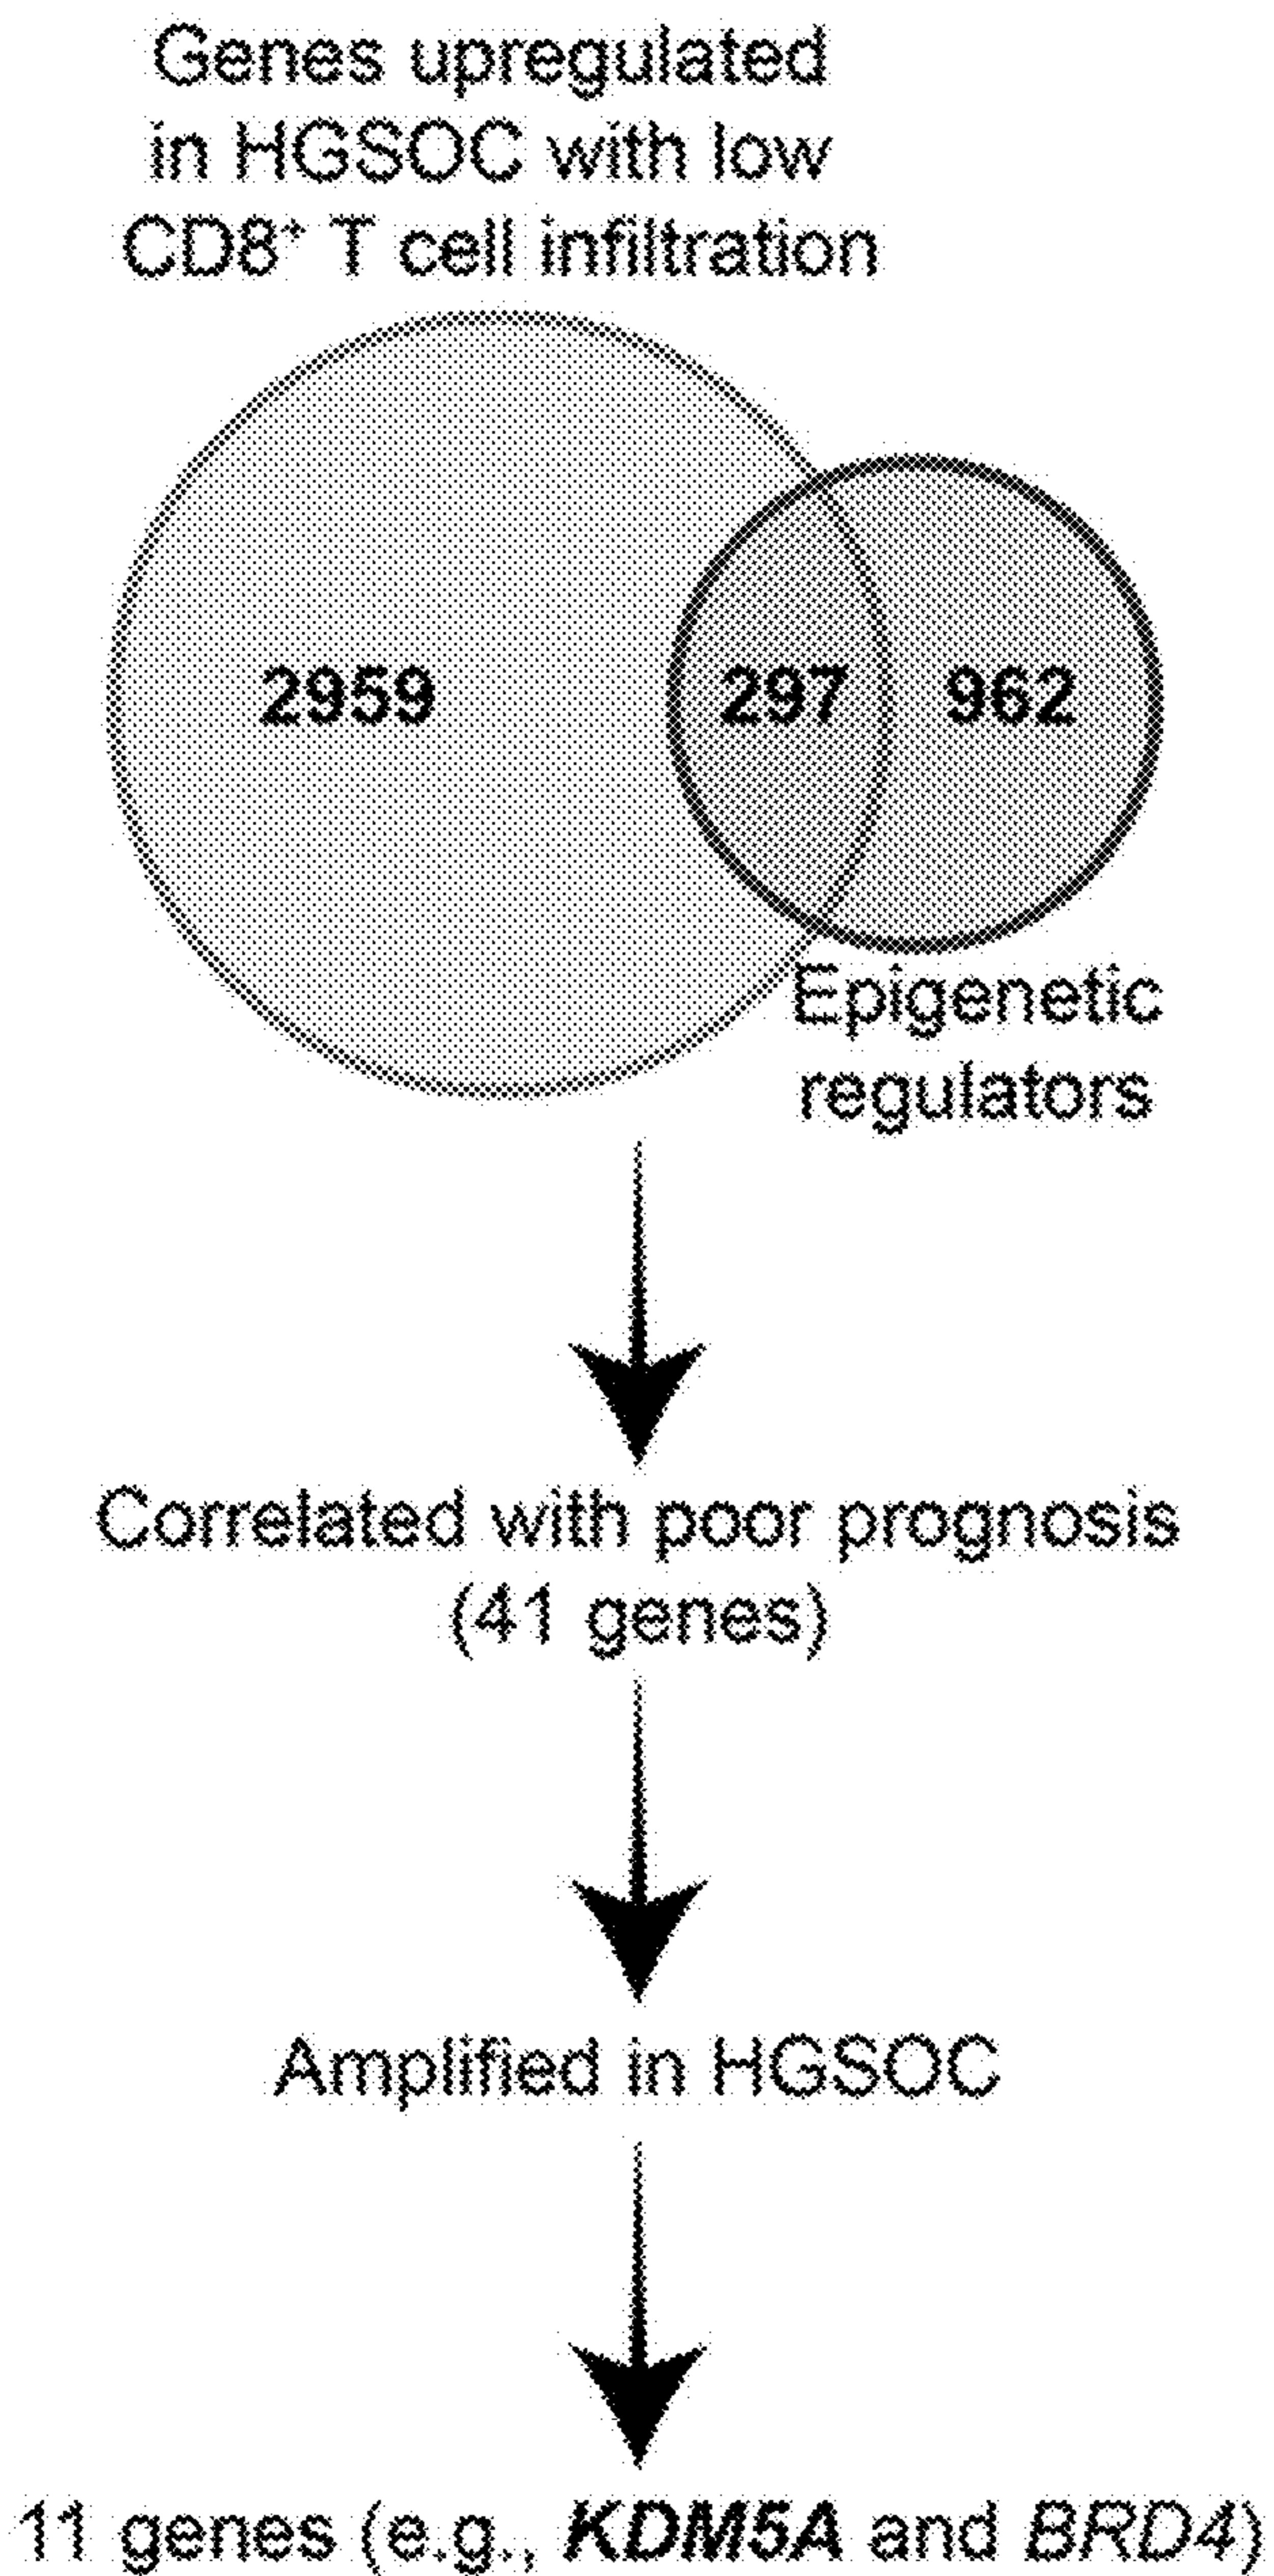 Genes upregulated
in HGSOC with low
CD8⁺ T cell infiltration
2959 297 962
Epigenetic
regulators
Correlated with poor prognosis
(41 genes)
Amplified in HGSOC
11 genes (e.g., KDM5A and BRD4)